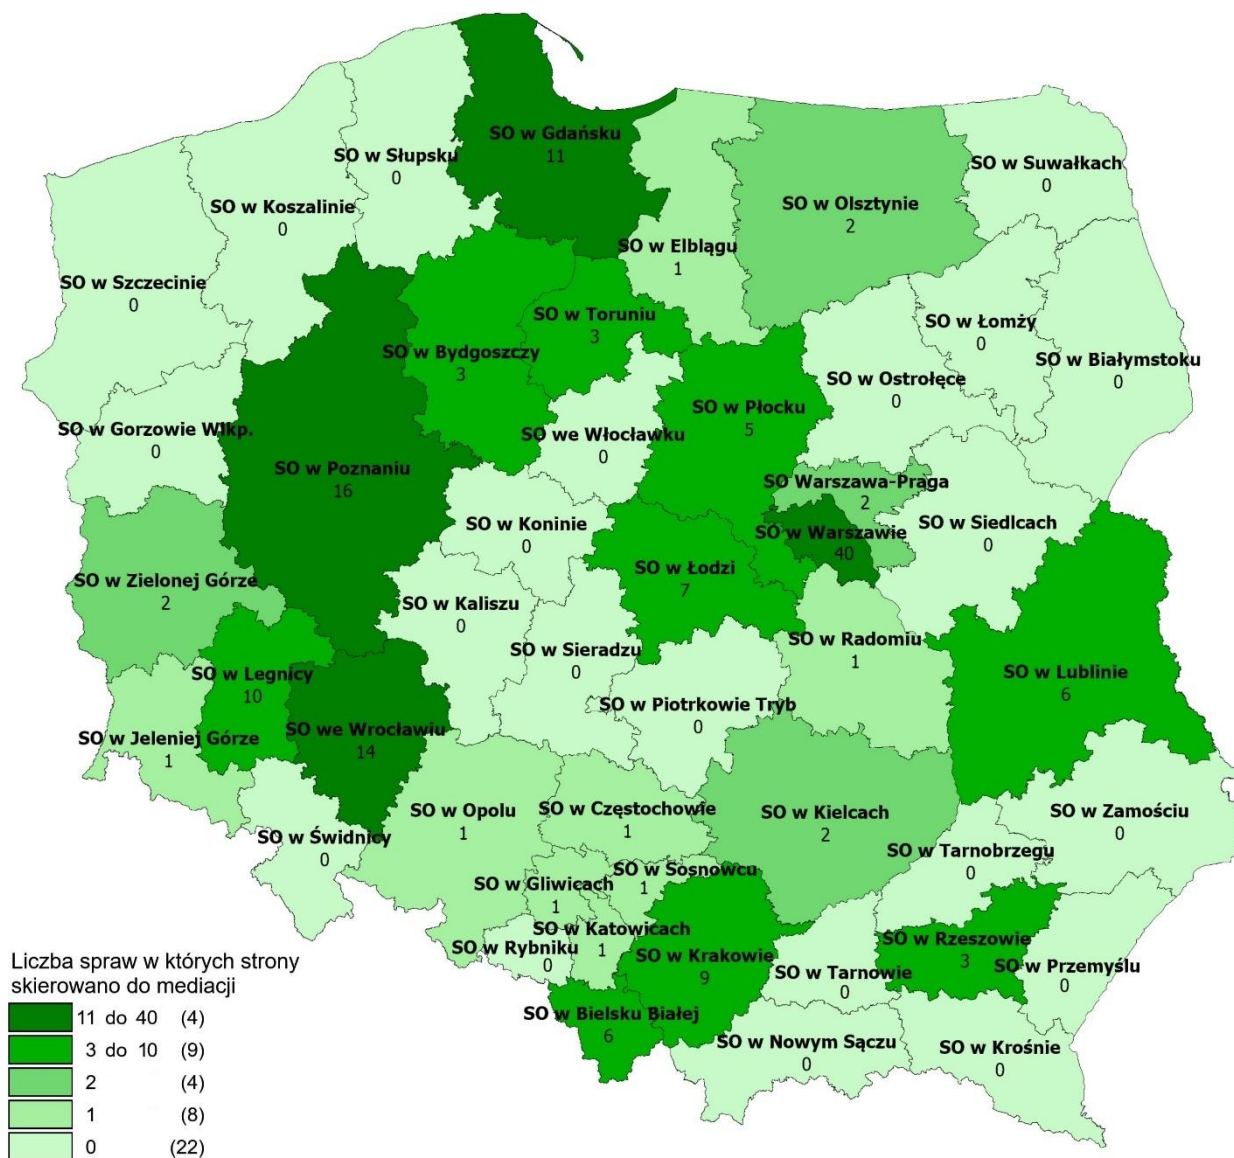 SO w Gdańsku
11
SO w Słupsku
0
SO w Suwałkach
0
SO w Koszalinie
0
SO w Olsztynie
2
SO w Elblągu
1
SO w Szczecinie
0
SO w Toruniu
3
SO w Łomży
0
SO w Bydgoszczy
3
SO w Białymstoku
0
SO w Ostrołęce
0
SO w Płocku
5
SO w Gorzowie Wlkp.
0
SO we Włocławku
0
SO w Poznaniu
16
SO Warszawa-Praga
2
SO w Koninie
0
SO w Siedlcach
0
SO w Warszawie
40
SO w Łodzi
7
SO w Zielonej Górze
2
SO w Kaliszu
0
SO w Sieradzu
0
SO w Radomiu
1
SO w Legnicy
10
SO w Lublinie
6
SO w Piotrkowie Tryb
0
SO we Wrocławiu
14
SO w Jeleniej Górze
1
SO w Opolu
1
SO w Częstochowie
1
SO w Kielcach
2
SO w Zamościu
0
SO w Świdnicy
0
SO w Tarnobrzegu
0
SO w Sosnowcu
1
SO w Gliwicach
1
SO w Katowicach
1
SO w Rzeszowie
3
SO w Rybniku
0
SO w Krakowie
9
SO w Przemyślu
0
SO w Tarnowie
0
SO w Bielsku Białej
6
SO w Nowym Sączu
0
SO w Krośnie
0
Liczba spraw w których strony
skierowano do mediacji
11 do 40 (4)
3 do 10 (9)
2 (4)
1 (8)
0 (22)